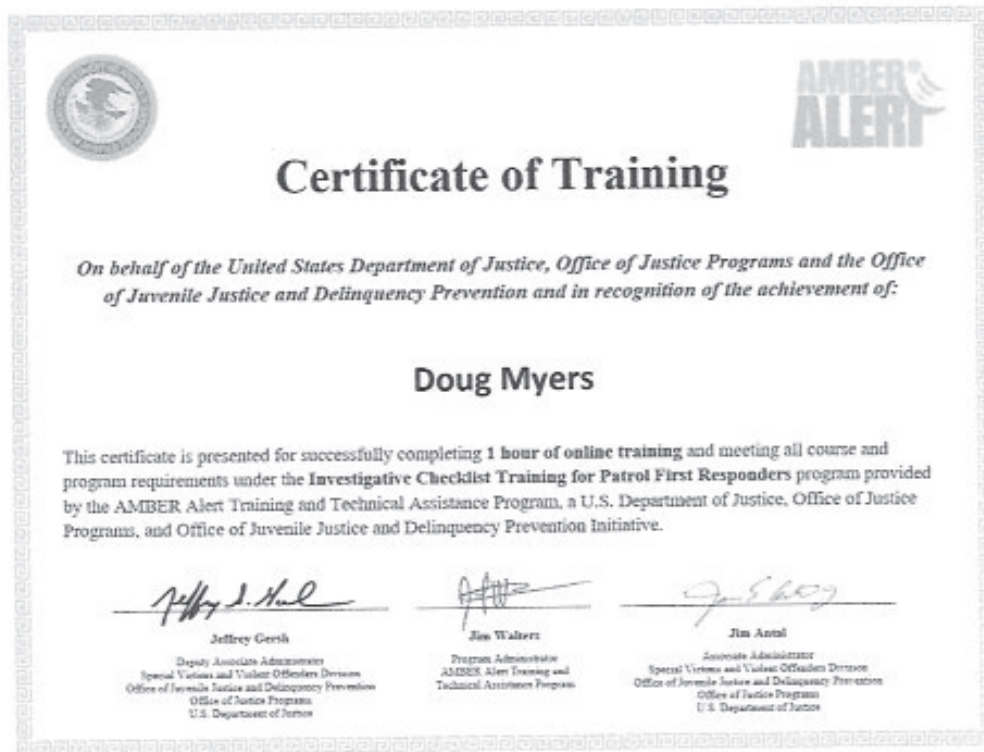 AMBER
ALERT
Certificate of Training
On behalf of the United States Department of Justice, Office of Justice Programs and the Office
of Juvenile Justice and Delinquency Prevention and in recognition of the achievement of:
Doug Myers
This certificate is presented for successfully completing 1 hour of online training and meeting all course and
program requirements under the Investigative Checklist Training for Patrol First Responders program provided
by the AMBER Alert Training and Technical Assistance Program, a U.S. Department of Justice, Office of Justice
Programs, and Office of Juvenile Justice and Delinquency Prevention Initiative.
Jeffrey Gersh
Deputy Associate Administrator
Special Victims and Violent Offenders Division
Office of Juvenile Justice and Delinquency Prevention
Office of Justice Programs
U.S. Department of Justice
Jim Walters
Program Administrator
AMBER Alert Training and
Technical Assistance Program
Jim Antal
Associate Administrator
Special Victims and Violent Offenders Division
Office of Juvenile Justice and Delinquency Prevention
Office of Justice Programs
U.S. Department of Justice